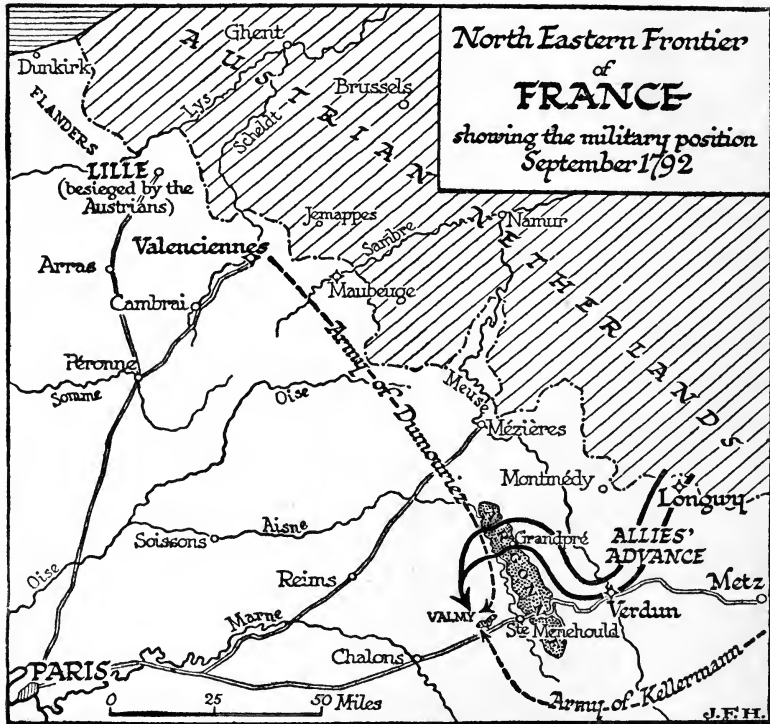 North Eastern Frontier
of
FRANCE
showing the military position
September 1792
Ghent
Dunkirk
AUSTRIAN
Brussels
Lys
FLANDERS
Scheldt
LILLE
(besieged by the
Austrians)
Jemappes
Namur
NETHERLANDS
Sambre
Valenciennes
Arras
Maubeuge
Cambrai
Army-of-Dumouriez
Péronne
Somme
Oise
Meuse
Mézières
Montmédy
Longwy
Aisne
Soissons
ARGONNE
Grandpré
ALLIES'
ADVANCE
Oise
Reims
Metz
Marne
VALMY
Verdun
Ste Menehould
Chalons
PARIS
Army-of-Kellermann
0 25 50 Miles
J.F.H.